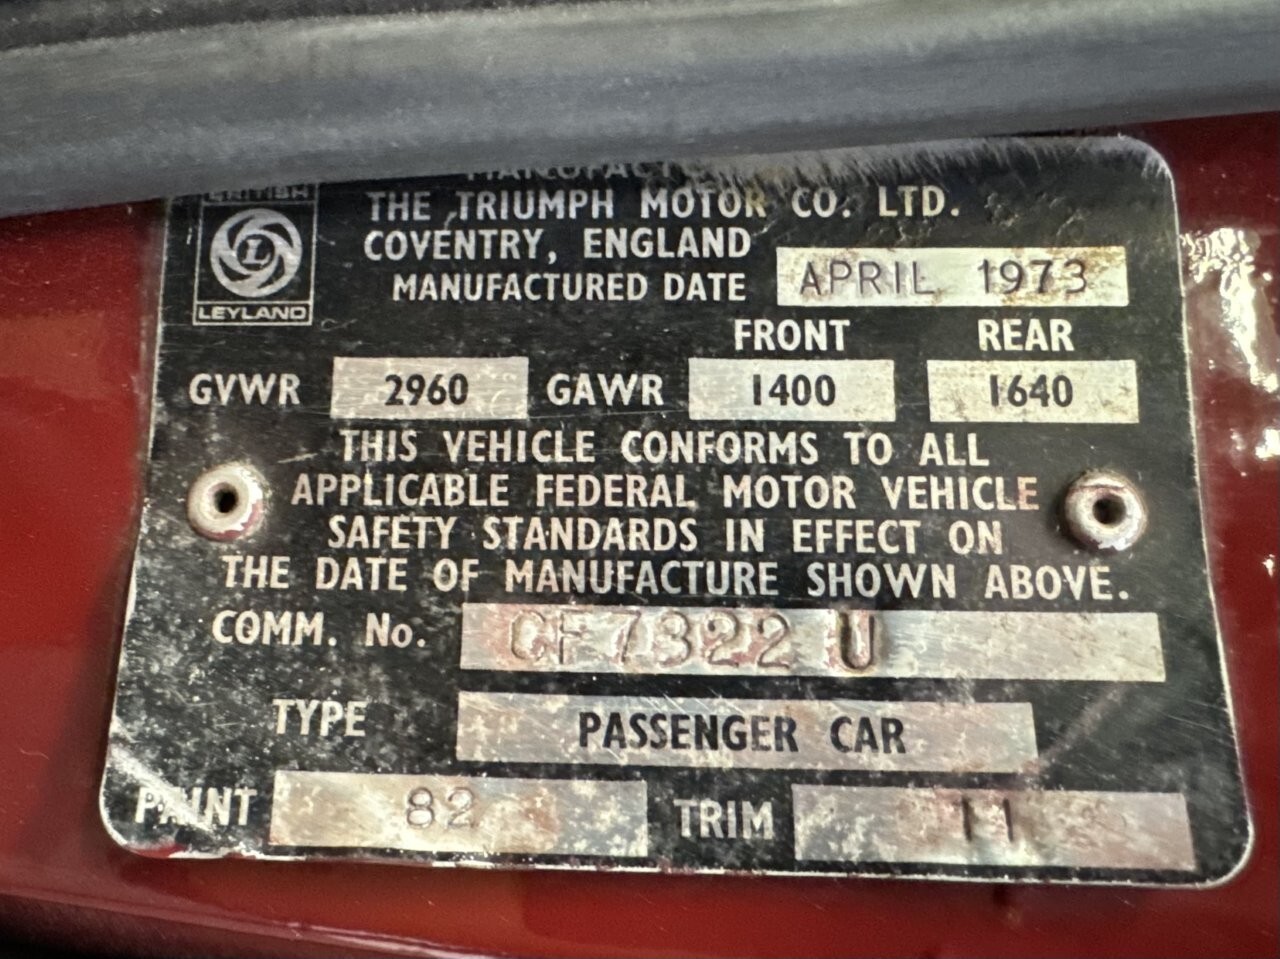 BRITISH
LEYLAND
L
THE TRIUMPH MOTOR CO. LTD.
COVENTRY, ENGLAND
MANUFACTURED DATE APRIL 1973
FRONT REAR
GVWR 2960 GAWR 1400 1640
THIS VEHICLE CONFORMS TO ALL
APPLICABLE FEDERAL MOTOR VEHICLE
SAFETY STANDARDS IN EFFECT ON
THE DATE OF MANUFACTURE SHOWN ABOVE.
COMM. No. CF7322 U
TYPE PASSENGER CAR
PAINT 82 TRIM 11